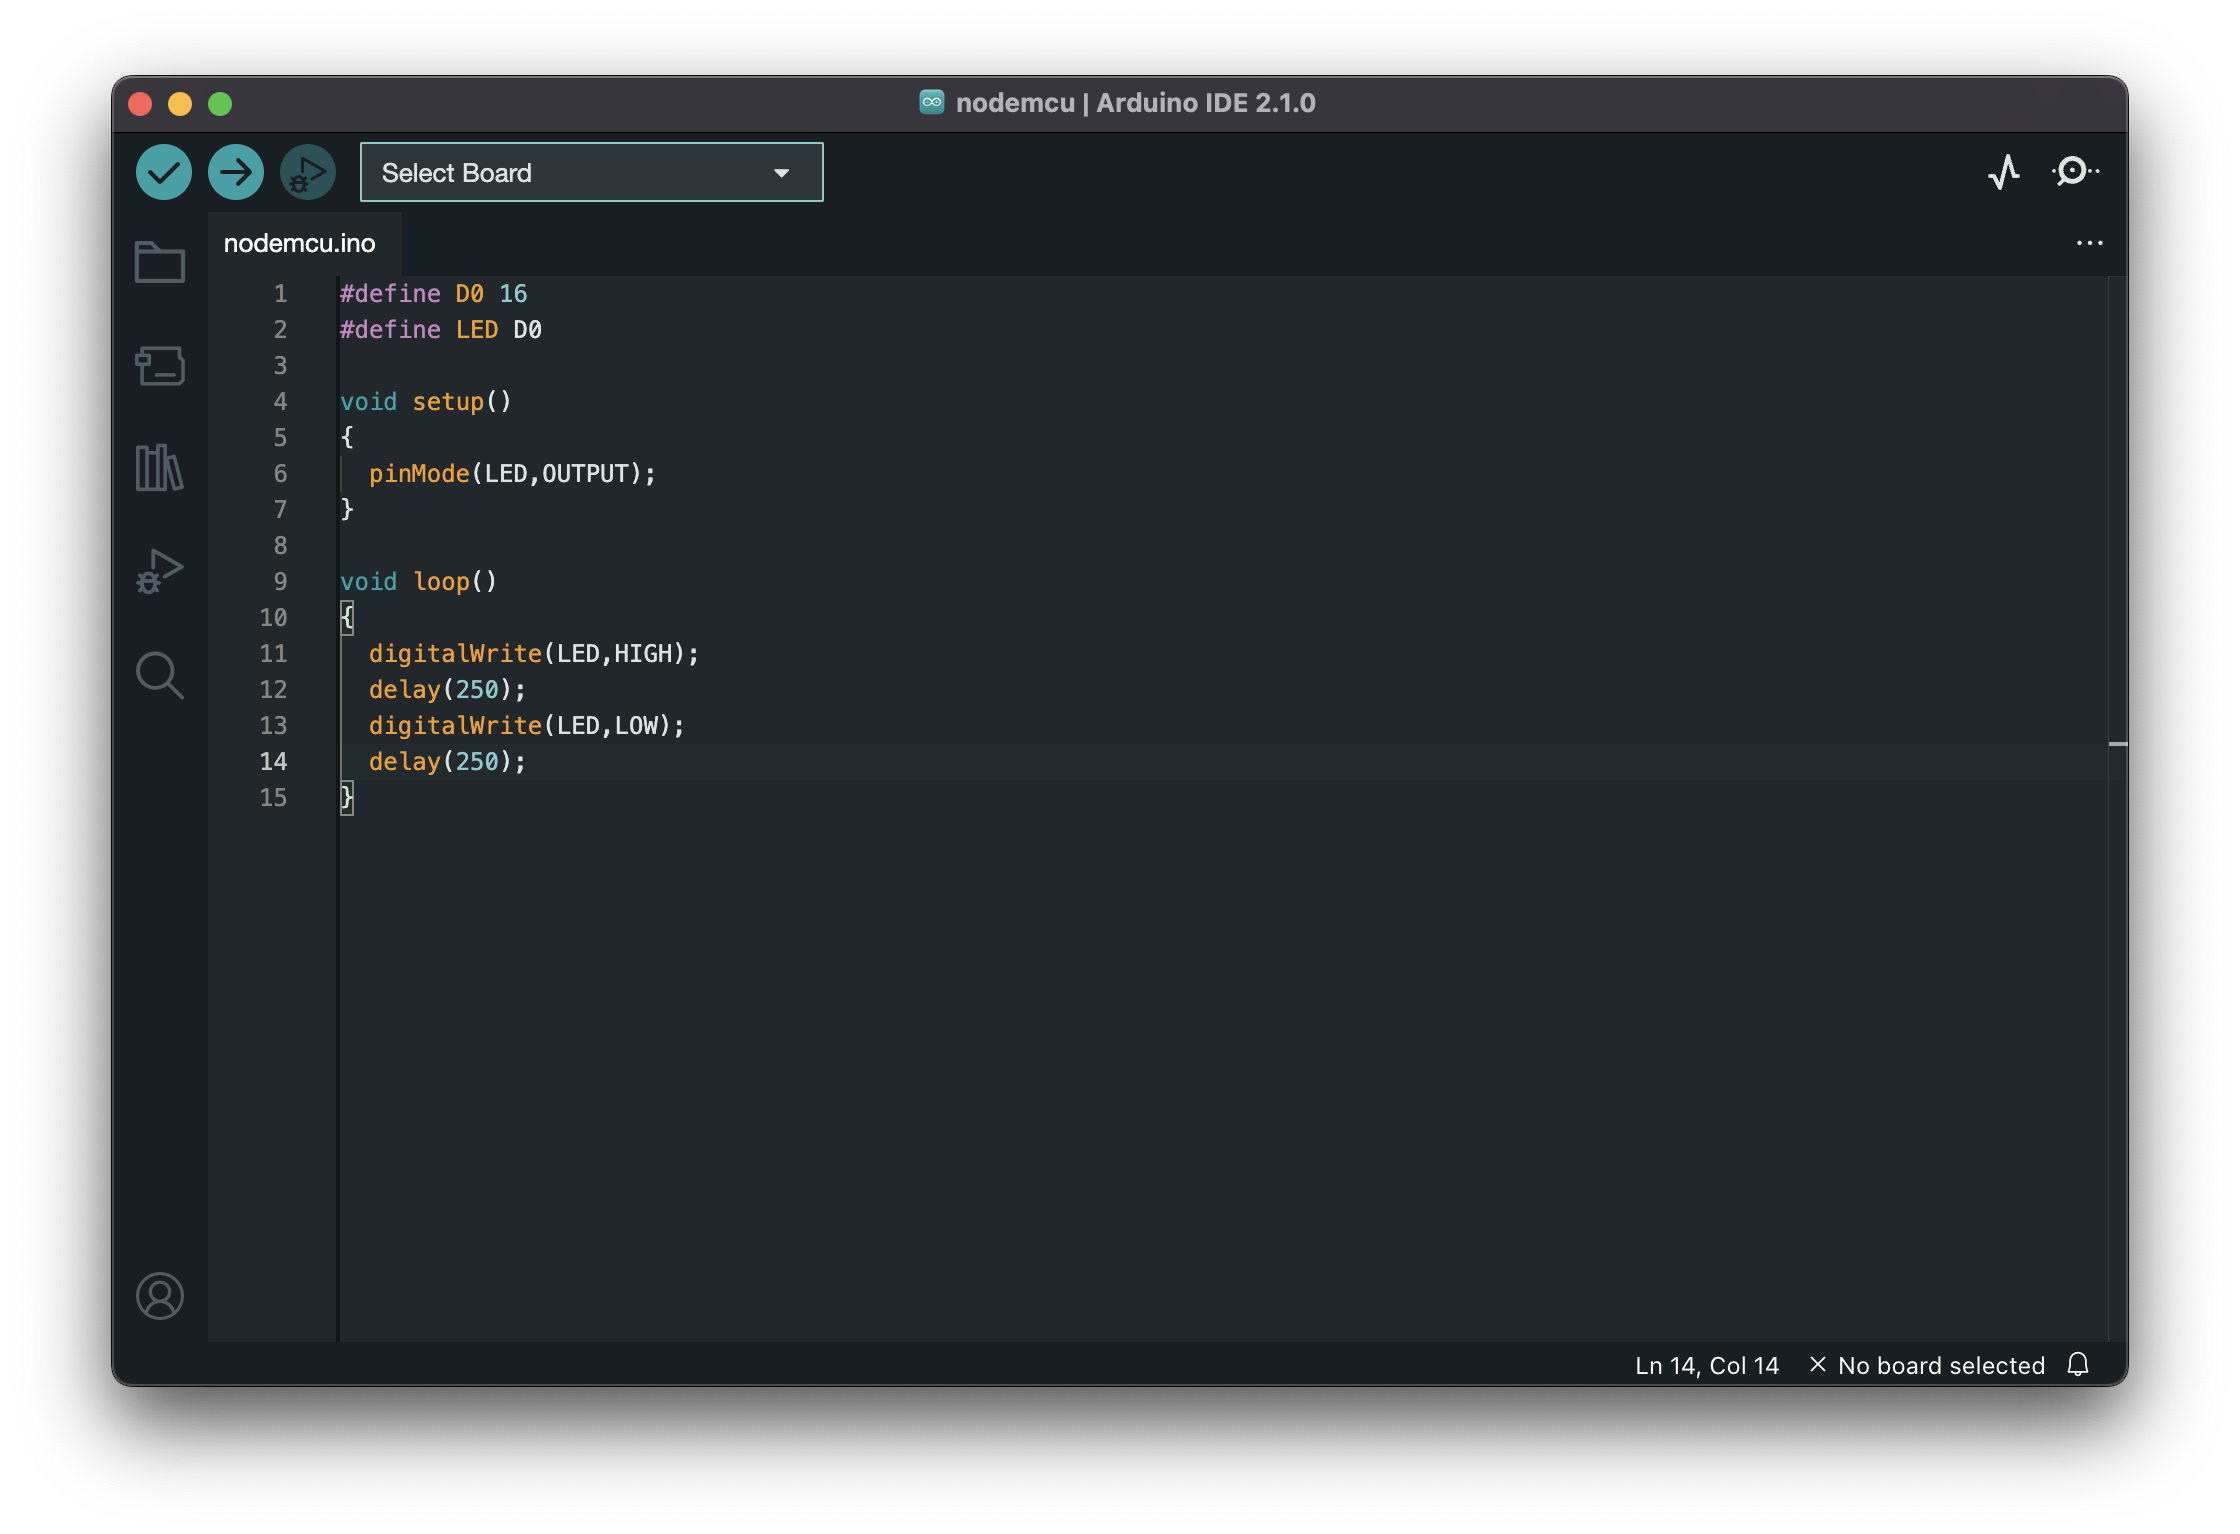 nodemcu | Arduino IDE 2.1.0
Select Board
nodemcu.ino
1 #define D0 16
2 #define LED D0
3
4 void setup()
5 {
6   pinMode(LED,OUTPUT);
7 }
8
9 void loop()
10 {
11   digitalWrite(LED,HIGH);
12   delay(250);
13   digitalWrite(LED,LOW);
14   delay(250);
15 }
Ln 14, Col 14 No board selected